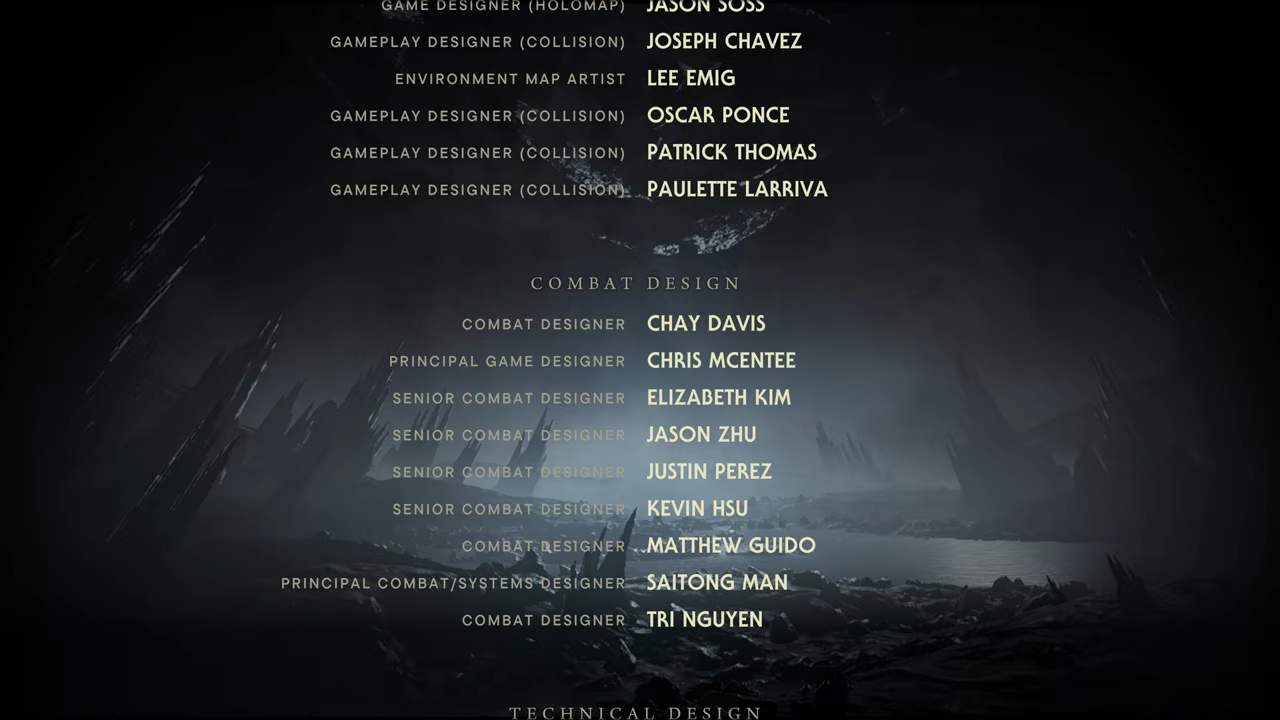 GAME DESIGNER (HOLOMAP) JASON SOSS
GAMEPLAY DESIGNER (COLLISION) JOSEPH CHAVEZ
ENVIRONMENT MAP ARTIST LEE EMIG
GAMEPLAY DESIGNER (COLLISION) OSCAR PONCE
GAMEPLAY DESIGNER (COLLISION) PATRICK THOMAS
GAMEPLAY DESIGNER (COLLISION) PAULETTE LARRIVA
COMBAT DESIGN
COMBAT DESIGNER CHAY DAVIS
PRINCIPAL GAME DESIGNER CHRIS MCENTEE
SENIOR COMBAT DESIGNER ELIZABETH KIM
SENIOR COMBAT DESIGNER JASON ZHU
SENIOR COMBAT DESIGNER JUSTIN PEREZ
SENIOR COMBAT DESIGNER KEVIN HSU
COMBAT DESIGNER MATTHEW GUIDO
PRINCIPAL COMBAT/SYSTEMS DESIGNER SAITONG MAN
COMBAT DESIGNER TRI NGUYEN
TECHNICAL DESIGN